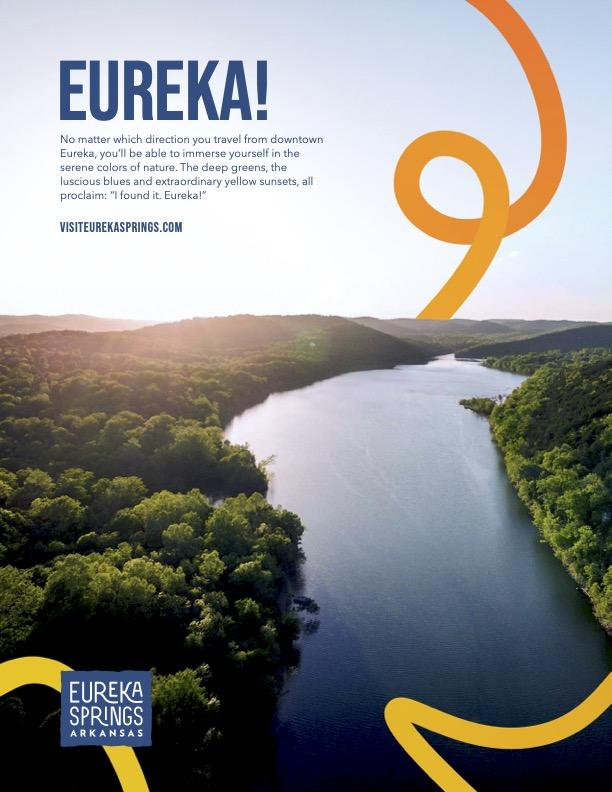 EUREKA!
No matter which direction you travel from downtown
Eureka, you'll be able to immerse yourself in the
serene colors of nature. The deep greens, the
luscious blues and extraordinary yellow sunsets, all
proclaim: "I found it. Eureka!"
VISITEUREKASPRINGS.COM
EUREKA
SPRINGS
ARKANSAS